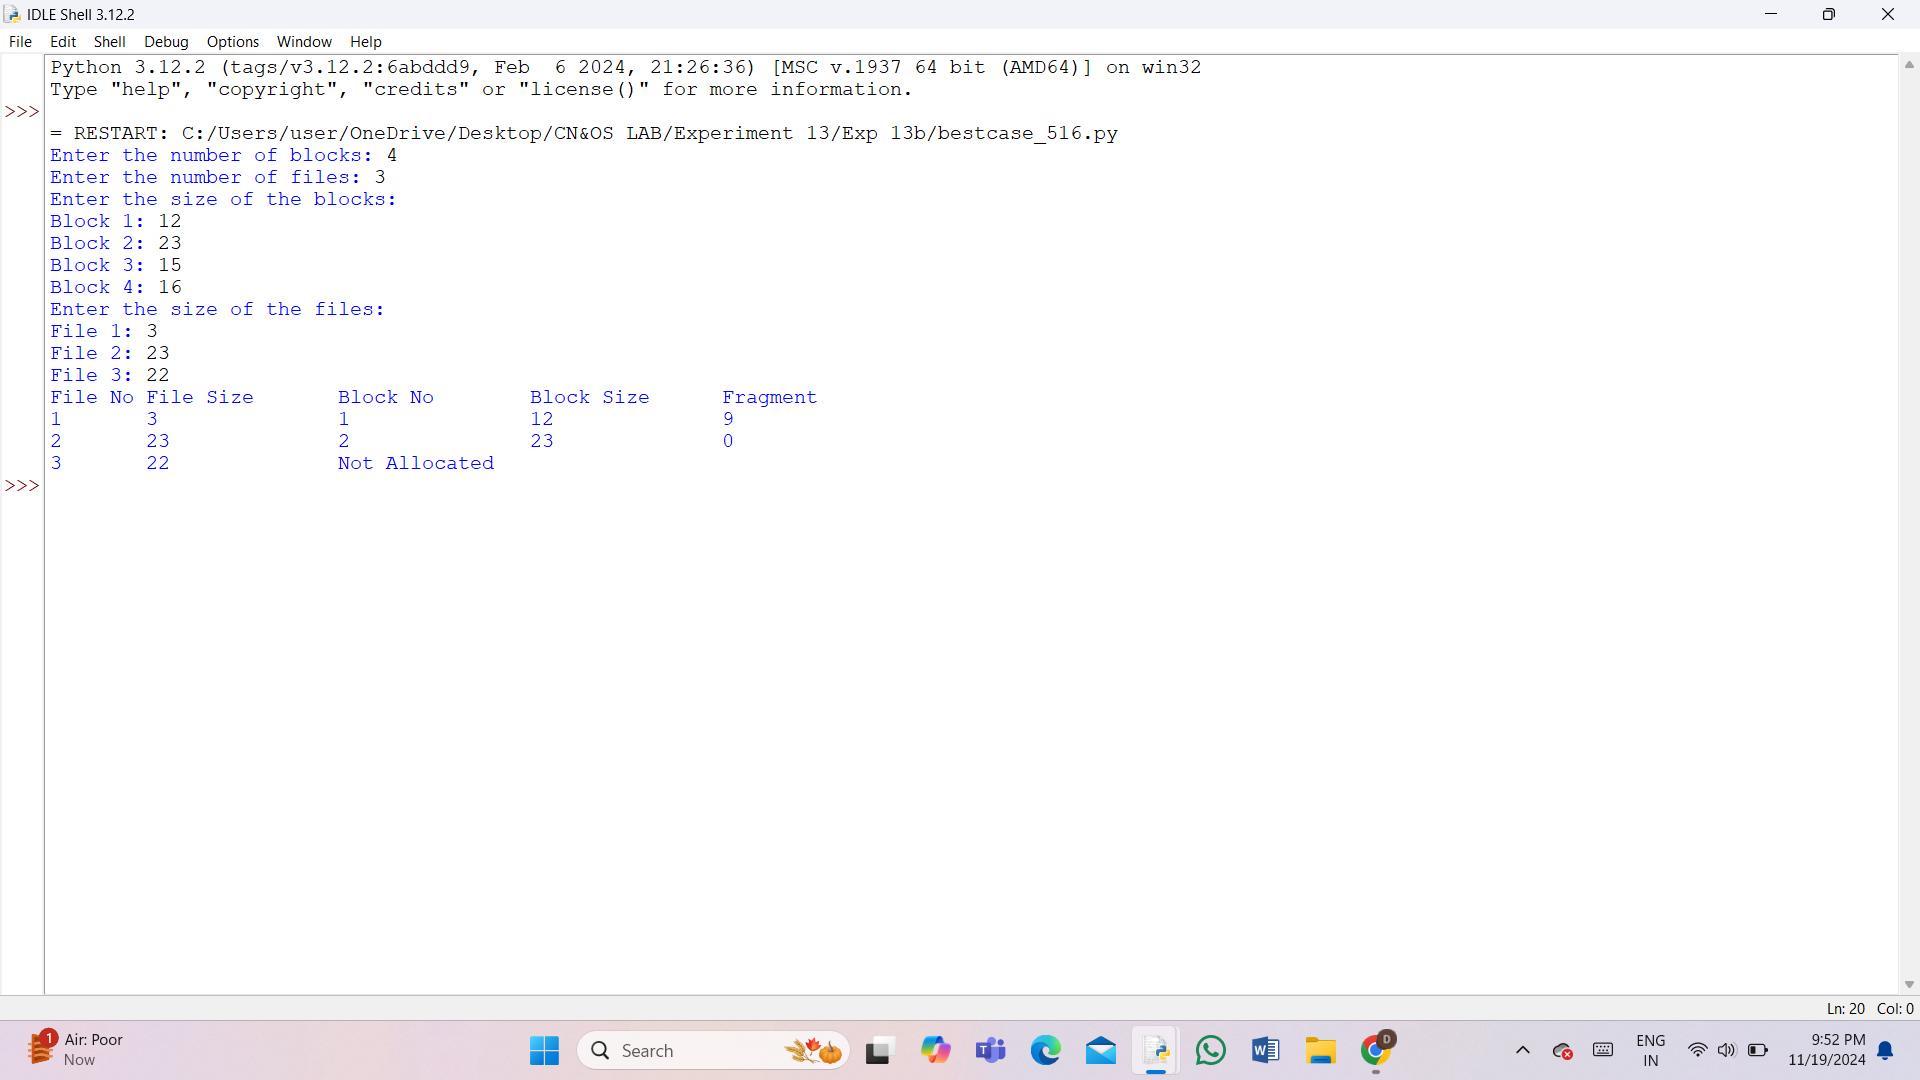 IDLE Shell 3.12.2
File Edit Shell Debug Options Window Help
Python 3.12.2 (tags/v3.12.2:6abddd9, Feb  6 2024, 21:26:36) [MSC v.1937 64 bit (AMD64)] on win32
Type "help", "copyright", "credits" or "license()" for more information.
>>>
= RESTART: C:/Users/user/OneDrive/Desktop/CN&OS LAB/Experiment 13/Exp 13b/bestcase_516.py
Enter the number of blocks: 4
Enter the number of files: 3
Enter the size of the blocks:
Block 1: 12
Block 2: 23
Block 3: 15
Block 4: 16
Enter the size of the files:
File 1: 3
File 2: 23
File 3: 22
File No File Size       Block No        Block Size      Fragment
1       3               1               12              9
2       23              2               23              0
3       22              Not Allocated
>>>
Ln: 20 Col: 0
1 Air: Poor
Now
Search
D
ENG
IN
9:52 PM
11/19/2024